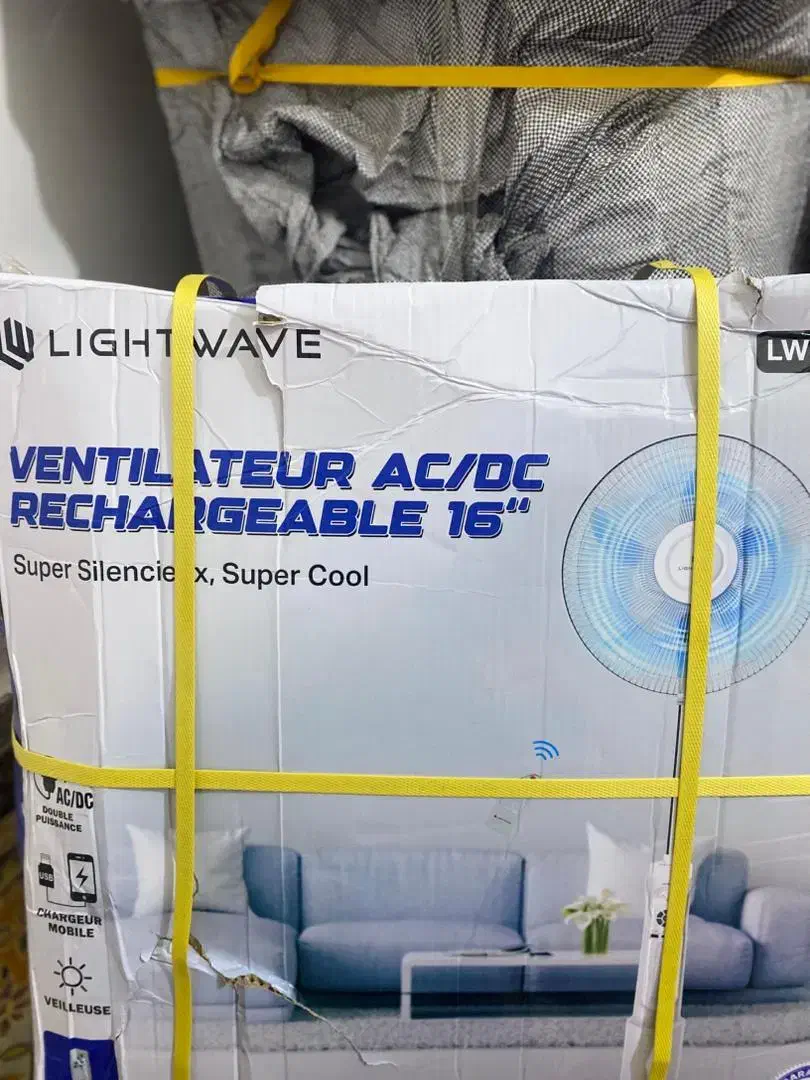 LIGHTWAVE
LW
VENTILATEUR AC/DC
RECHARGEABLE 16"
Super Silencieux, Super Cool
AC/DC
DOUBLE
PUISSANCE
USB
CHARGEUR
MOBILE
VEILLEUSE